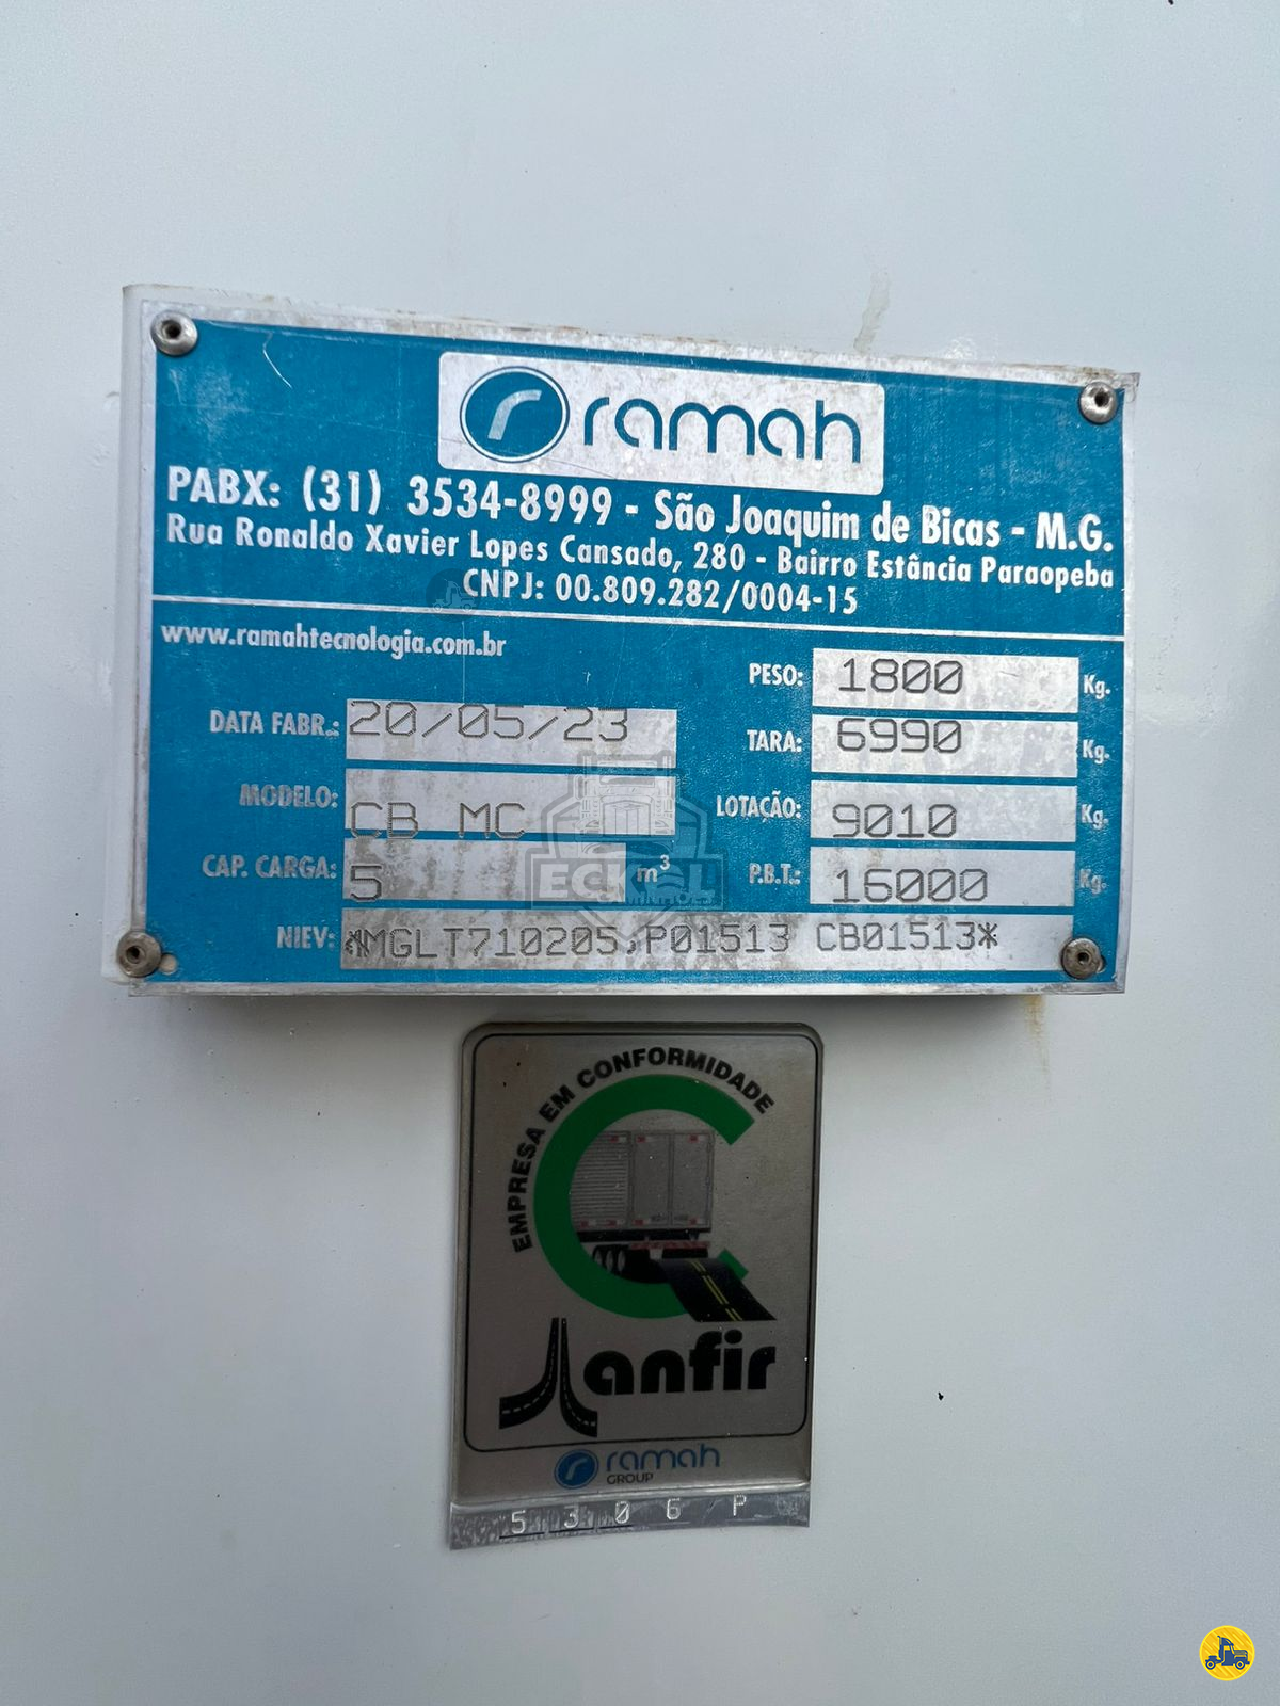 ramah
PABX: (31) 3534-8999 - São Joaquim de Bicas - M.G.
Rua Ronaldo Xavier Lopes Cansado, 280 - Bairro Estância Paraopeba
CNPJ: 00.809.282/0004-15
www.ramahtecnologia.com.br
PESO: 1800 Kg.
DATA FABR.: 20/05/23
TARA: 6990 Kg.
MODELO: CB MC
LOTAÇÃO: 9010 Kg.
CAP. CARGA: 5 m³
P.B.T.: 16000 Kg.
NIEV: *MGLT710205 P01513 CB01513*
ECKEL
CAMINHÕES
EMPRESA EM CONFORMIDADE
anfir
ramah
GROUP
5306 P